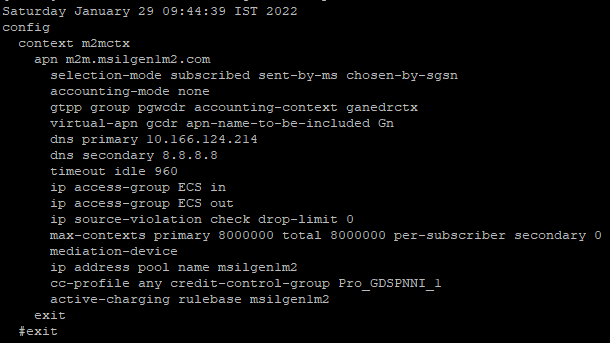 Saturday January 29 09:44:39 IST 2022
config
  context m2mctx
    apn m2m.msilgen1m2.com
      selection-mode subscribed sent-by-ms chosen-by-sgsn
      accounting-mode none
      gtpp group pgwcdr accounting-context ganedrctx
      virtual-apn gcdr apn-name-to-be-included Gn
      dns primary 10.166.124.214
      dns secondary 8.8.8.8
      timeout idle 960
      ip access-group ECS in
      ip access-group ECS out
      ip source-violation check drop-limit 0
      max-contexts primary 8000000 total 8000000 per-subscriber secondary 0
      mediation-device
      ip address pool name msilgen1m2
      cc-profile any credit-control-group Pro_GDSPNNI_1
      active-charging rulebase msilgen1m2
    exit
  #exit